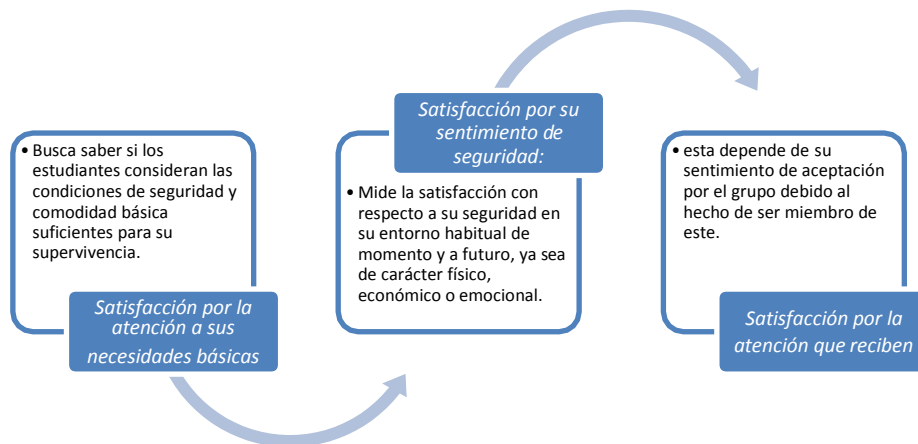 • Busca saber si los
estudiantes consideran las
condiciones de seguridad y
comodidad básica
suficientes para su
supervivencia.
Satisfacción por la
atención a sus
necesidades básicas
Satisfacción por su
sentimiento de
seguridad:
• Mide la satisfacción con
respecto a su seguridad en
su entorno habitual de
momento y a futuro, ya sea
de carácter físico,
económico o emocional.
• esta depende de su
sentimiento de aceptación
por el grupo debido al
hecho de ser miembro de
este.
Satisfacción por la
atención que reciben